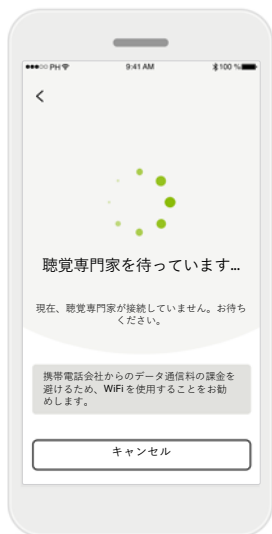 PH 9:41 AM 100 %
聴覚専門家を待っています...
現在、聴覚専門家が接続していません。お待ち
ください。
携帯電話会社からのデータ通信料の課金を
避けるため、WiFiを使用することをお勧
めします。
キャンセル